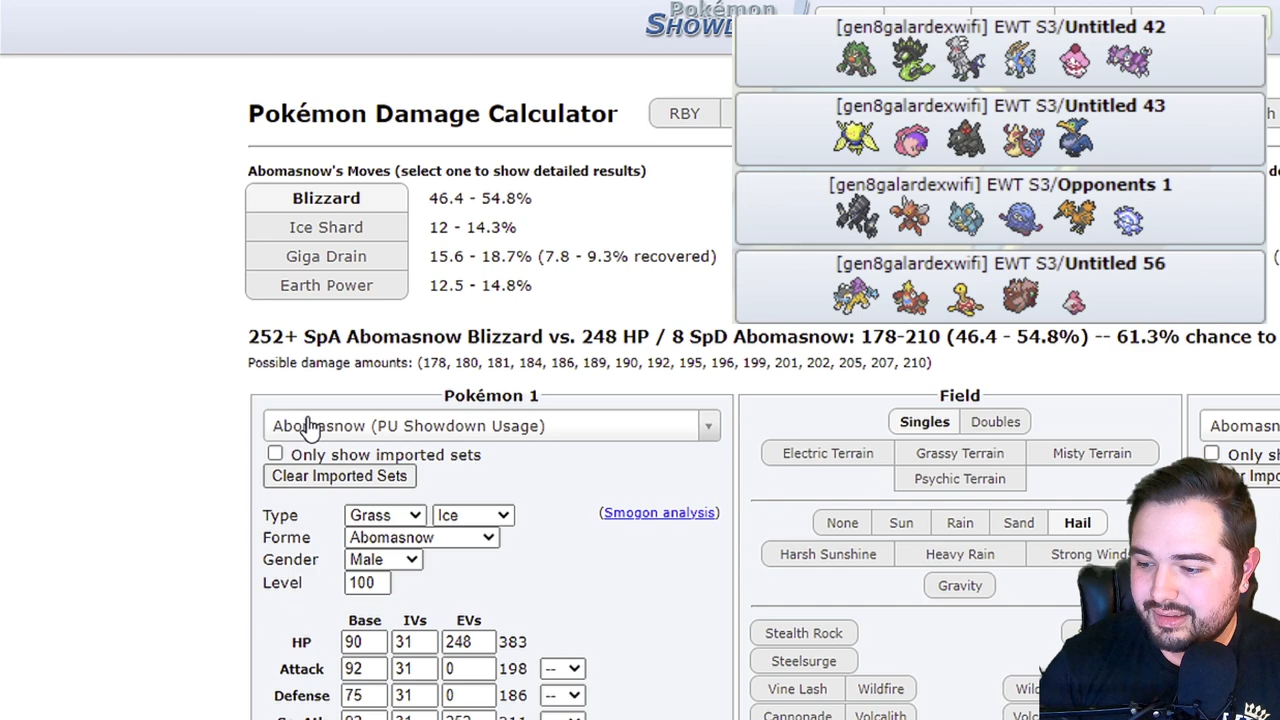 Pokémon
SHOWD
[gen8galardexwifi] EWT S3/Untitled 42
Pokémon Damage Calculator
RBY
[gen8galardexwifi] EWT S3/Untitled 43
[gen8galardexwifi] EWT S3/Opponents 1
[gen8galardexwifi] EWT S3/Untitled 56
Abomasnow's Moves (select one to show detailed results)
Blizzard 46.4 - 54.8%
Ice Shard 12 - 14.3%
Giga Drain 15.6 - 18.7% (7.8 - 9.3% recovered)
Earth Power 12.5 - 14.8%
252+ SpA Abomasnow Blizzard vs. 248 HP / 8 SpD Abomasnow: 178-210 (46.4 - 54.8%) -- 61.3% chance to
Possible damage amounts: (178, 180, 181, 184, 186, 189, 190, 192, 195, 196, 199, 201, 202, 205, 207, 210)
Pokémon 1
Abomasnow (PU Showdown Usage)
Only show imported sets
Clear Imported Sets
Type Grass Ice (Smogon analysis)
Forme Abomasnow
Gender Male
Level 100
Base IVs EVs
HP 90 31 248 383
Attack 92 31 0 198 --
Defense 75 31 0 186 --
Field
Singles Doubles
Electric Terrain Grassy Terrain Misty Terrain
Psychic Terrain
None Sun Rain Sand Hail
Harsh Sunshine Heavy Rain Strong Wind
Gravity
Stealth Rock
Steelsurge
Vine Lash Wildfire
Cannonade Volcalith
Abomasn
Only sh